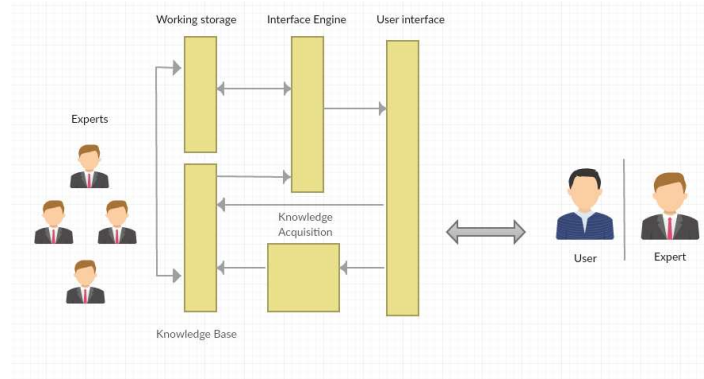 Working storage
Interface Engine
User interface
Experts
Knowledge
Acquisition
User
Expert
Knowledge Base